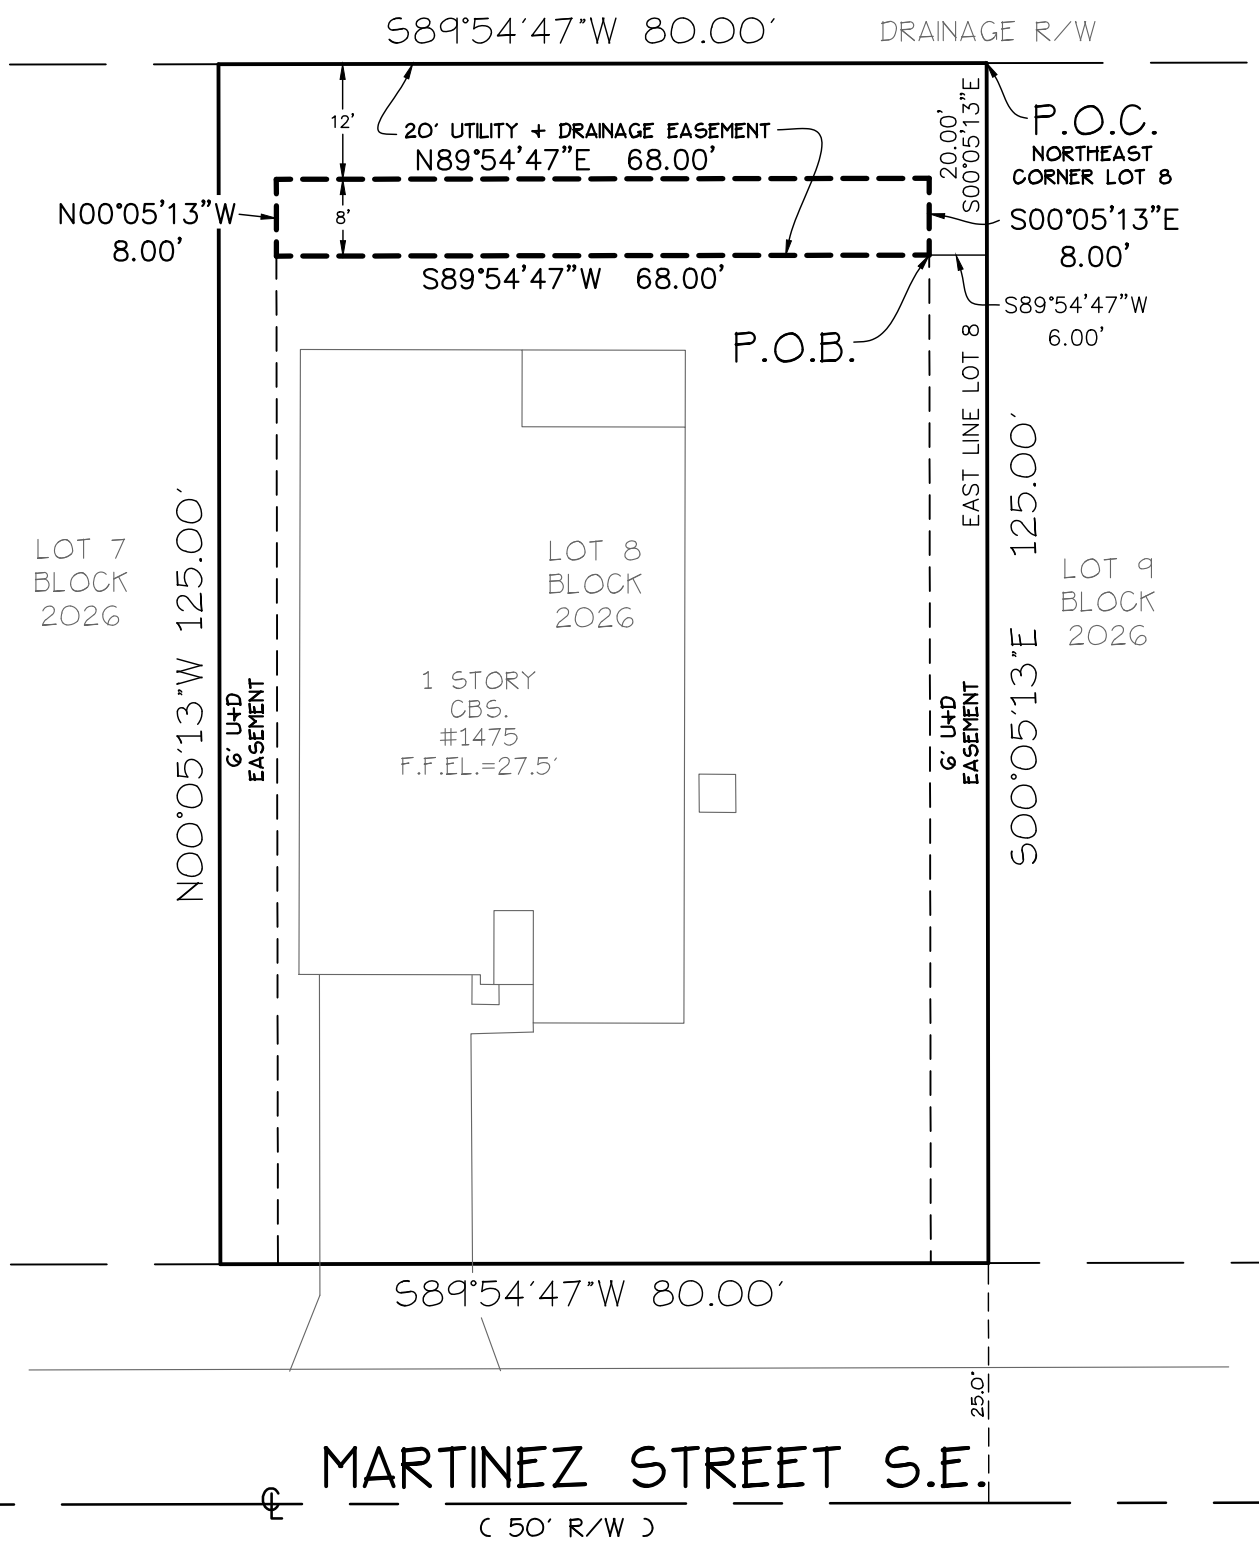 S89°54'47"W 80.00'
DRAINAGE R/W
12'
20' UTILITY + DRAINAGE EASEMENT
N89°54'47"E 68.00'
20.00'
S00°05'13"E
P.O.C.
NORTHEAST
CORNER LOT 8
N00°05'13"W
8.00'
8'
S00°05'13"E
8.00'
S89°54'47"W 68.00'
S89°54'47"W
6.00'
P.O.B.
EAST LINE LOT 8
LOT 7
BLOCK
2026
N00°05'13"W 125.00'
LOT 8
BLOCK
2026
S00°05'13"E 125.00'
LOT 9
BLOCK
2026
6' U+D
EASEMENT
1 STORY
CBS.
#1475
F.F.EL.=27.5'
6' U+D
EASEMENT
S89°54'47"W 80.00'
25.0'
MARTINEZ STREET S.E.
( 50' R/W )